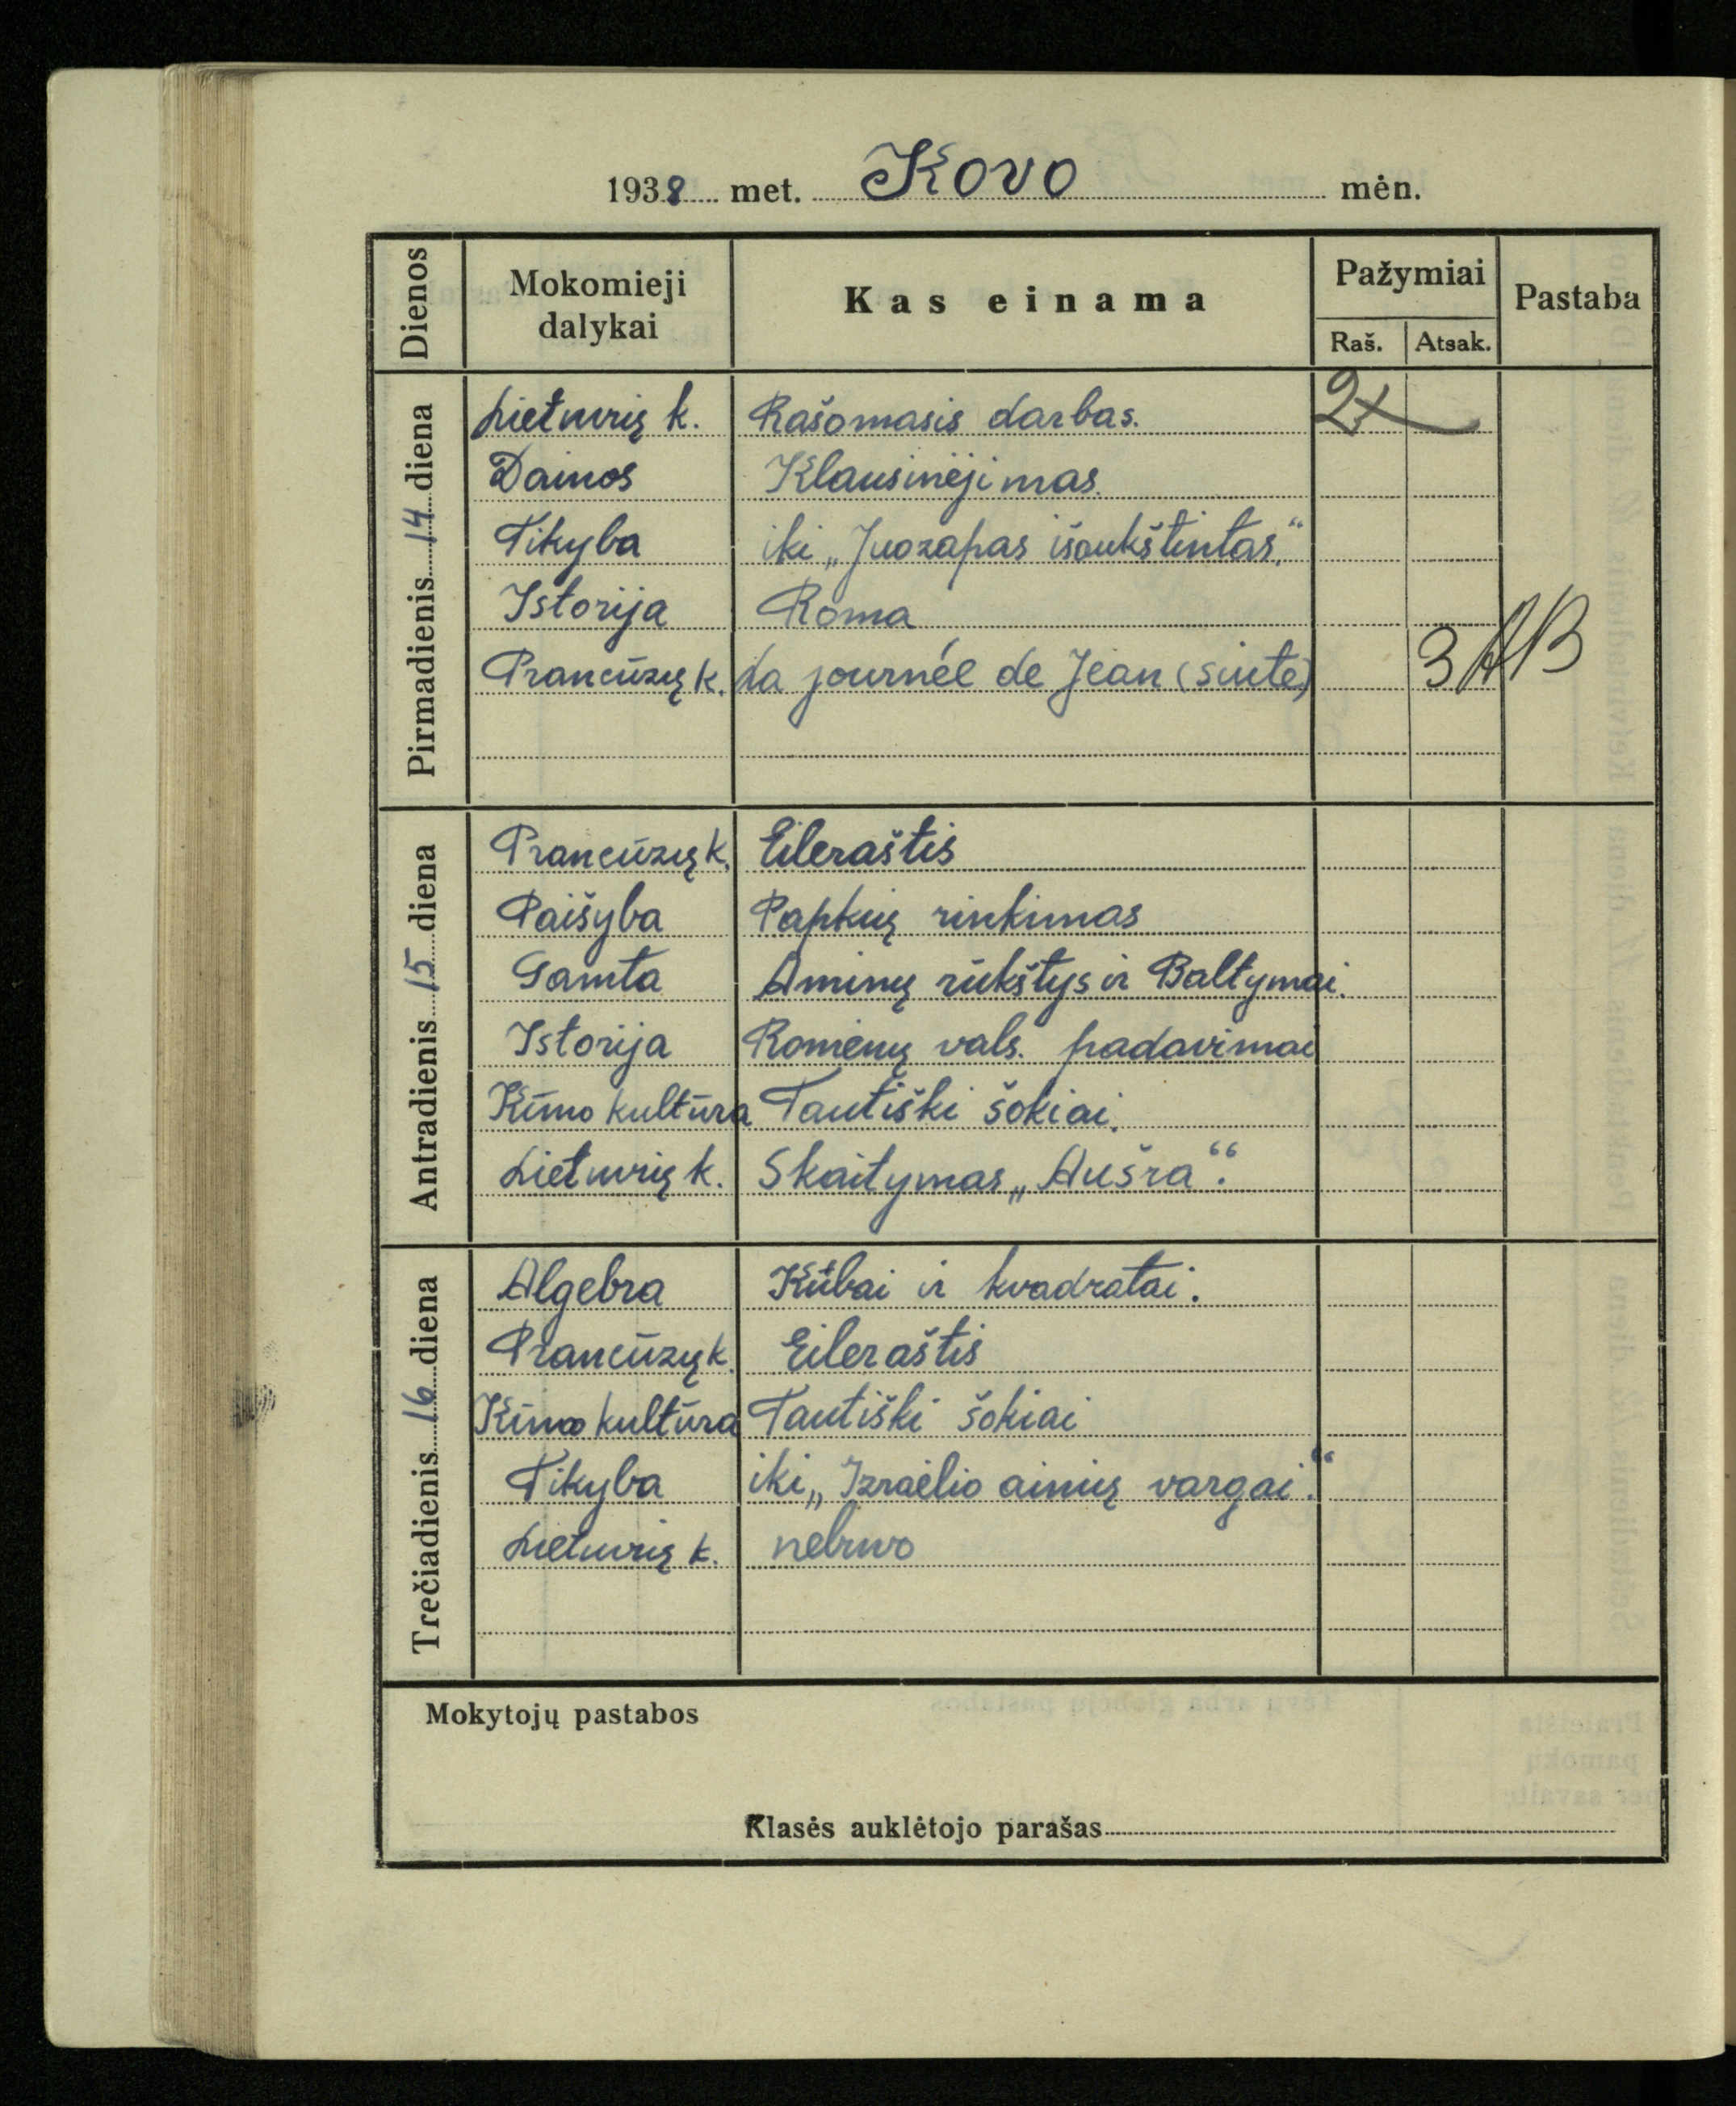 1938 met. Kovo mėn.
Dienos Mokomieji dalykai Kas einama Pažymiai Pastaba
Raš. Atsak.
Pirmadienis 14 diena
Lietuvių k. Rašomasis darbas. 2
Dainos Klausinėjimas.
Tikyba iki „Juozapas išaukštintas.“
Istorija Roma
Prancūzų k. La journée de Jean (suite) 3 AB
Antradienis 15 diena
Prancūzų k. Eilėraštis
Paišyba Papkių rinkimas
Gamta Aminų rūkštys ir Baltymai.
Istorija Romėnų vals. padavimai
Kūno kultūra Tautiški šokiai.
Lietuvių k. Skaitymas „Aušra“.
Trečiadienis 16 diena
Algebra Kūbai ir kvadratai.
Prancūzų k. Eileraštis
Kūno kultūra Tautiški šokiai
Tikyba iki „Izraėlio ainių vargai.“
Lietuvių k. nebuvo
Mokytojų pastabos
Klasės auklėtojo parašas